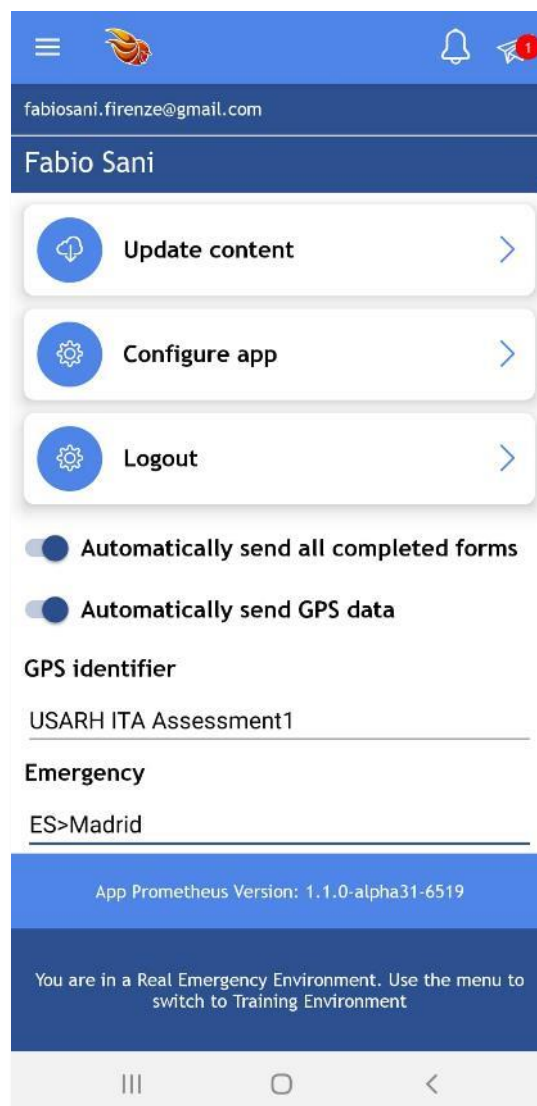 1
fabiosani.firenze@gmail.com
Fabio Sani
Update content
Configure app
Logout
Automatically send all completed forms
Automatically send GPS data
GPS identifier
USARH ITA Assessment1
Emergency
ES>Madrid
App Prometheus Version: 1.1.0-alpha31-6519
You are in a Real Emergency Environment. Use the menu to
switch to Training Environment